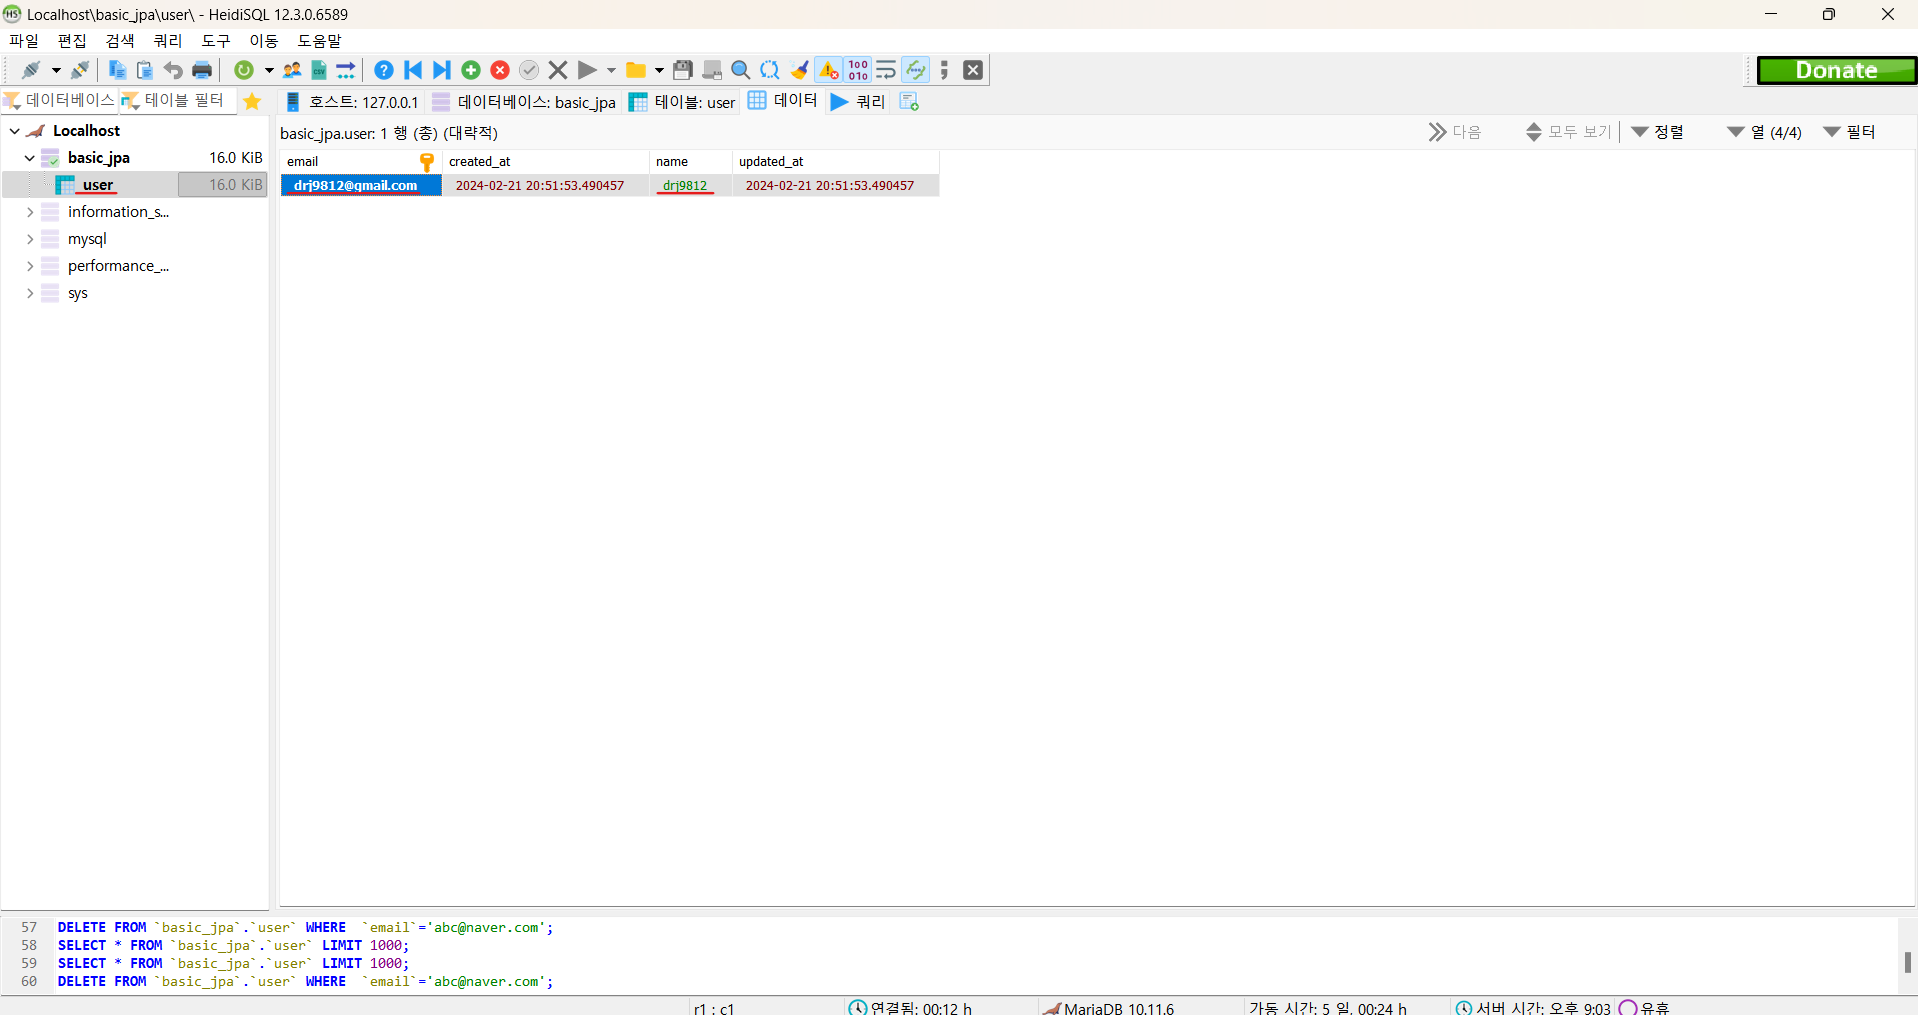 Localhost\basic_jpa\user\ - HeidiSQL 12.3.0.6589
파일 편집 검색 쿼리 도구 이동 도움말
Donate
데이터베이스 테이블 필터 호스트: 127.0.0.1 데이터베이스: basic_jpa 테이블: user 데이터 쿼리
Localhost
basic_jpa 16.0 KiB
user 16.0 KiB
information_s...
mysql
performance_...
sys
basic_jpa.user: 1 행 (총) (대략적) 다음 모두 보기 정렬 열 (4/4) 필터
email created_at name updated_at
drj9812@gmail.com 2024-02-21 20:51:53.490457 drj9812 2024-02-21 20:51:53.490457
57 DELETE FROM `basic_jpa`.`user` WHERE  `email`='abc@naver.com';
58 SELECT * FROM `basic_jpa`.`user` LIMIT 1000;
59 SELECT * FROM `basic_jpa`.`user` LIMIT 1000;
60 DELETE FROM `basic_jpa`.`user` WHERE  `email`='abc@naver.com';
r1 : c1 연결됨: 00:12 h MariaDB 10.11.6 가동 시간: 5 일, 00:24 h 서버 시간: 오후 9:03 유휴